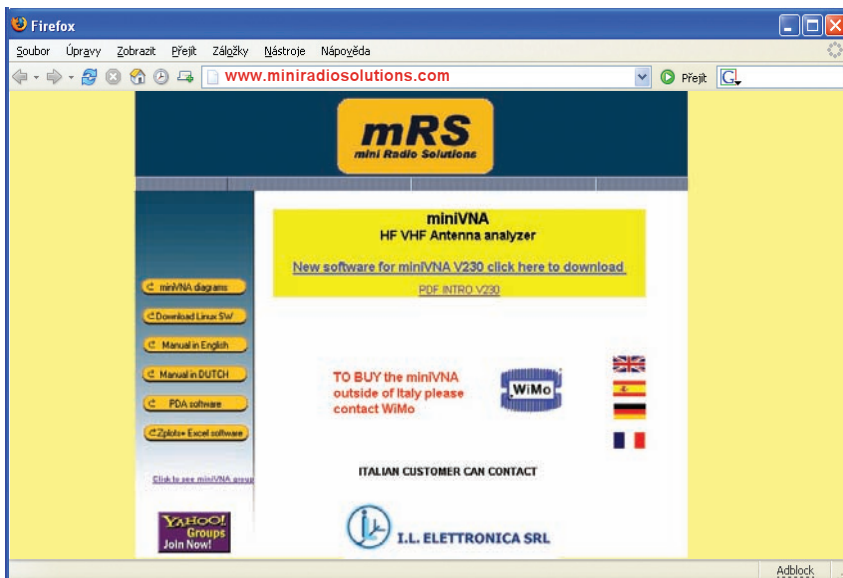 Firefox
Soubor Úpravy Zobrazit Přejít Záložky Nástroje Nápověda
www.miniradiosolutions.com
Přejít
G
mRS
mini Radio Solutions
miniVNA
HF VHF Antenna analyzer
New software for miniVNA V230 click here to download
PDF INTRO V230
miniVNA diagrams
Download Linux SW
Manual in English
Manual in DUTCH
PDA software
Zplots+ Excel software
Click to see miniVNA group
YAHOO!
Groups
Join Now!
TO BUY the miniVNA
outside of Italy please
contact WiMo
WiMo
ITALIAN CUSTOMER CAN CONTACT
I.L. ELETTRONICA SRL
Adblock